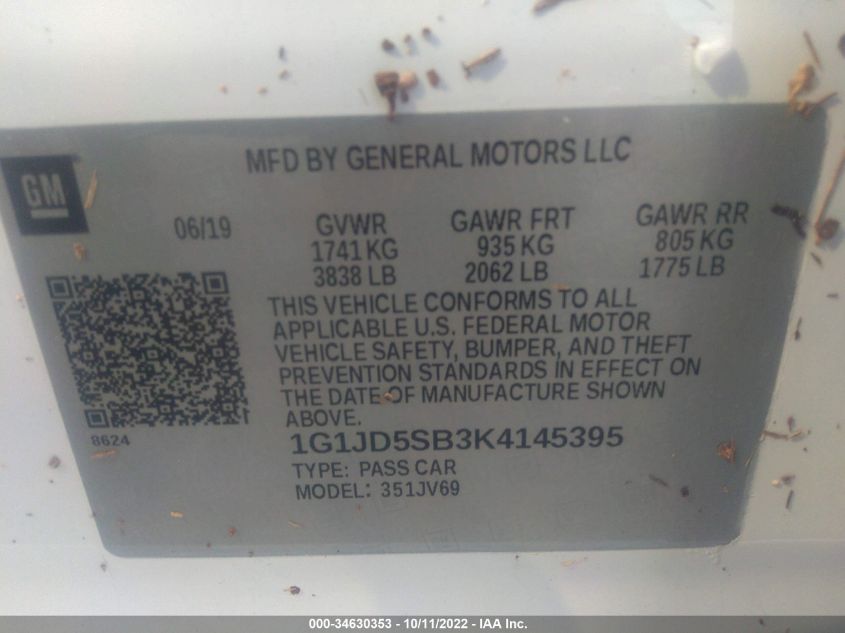 MFD BY GENERAL MOTORS LLC
GM
06/19 GVWR GAWR FRT GAWR RR
1741 KG 935 KG 805 KG
3838 LB 2062 LB 1775 LB
THIS VEHICLE CONFORMS TO ALL
APPLICABLE U.S. FEDERAL MOTOR
VEHICLE SAFETY, BUMPER, AND THEFT
PREVENTION STANDARDS IN EFFECT ON
THE DATE OF MANUFACTURE SHOWN
ABOVE.
8624
1G1JD5SB3K4145395
TYPE: PASS CAR
MODEL: 351JV69
000-34630353 - 10/11/2022 - IAA Inc.